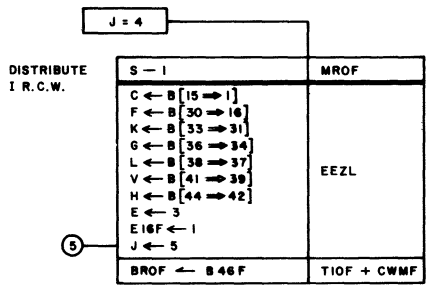 J = 4
DISTRIBUTE
I R.C.W.
S — I
MROF
C ← B[15 ⇒ 1]
F ← B[30 ⇒ 16]
K ← B[33 ⇒ 31]
G ← B[36 ⇒ 34]
L ← B[38 ⇒ 37]
V ← B[41 ⇒ 39]
H ← B[44 ⇒ 42]
E ← 3
E16F ← 1
5
J ← 5
EEZL
BROF ← B46F
TIOF + CWMF